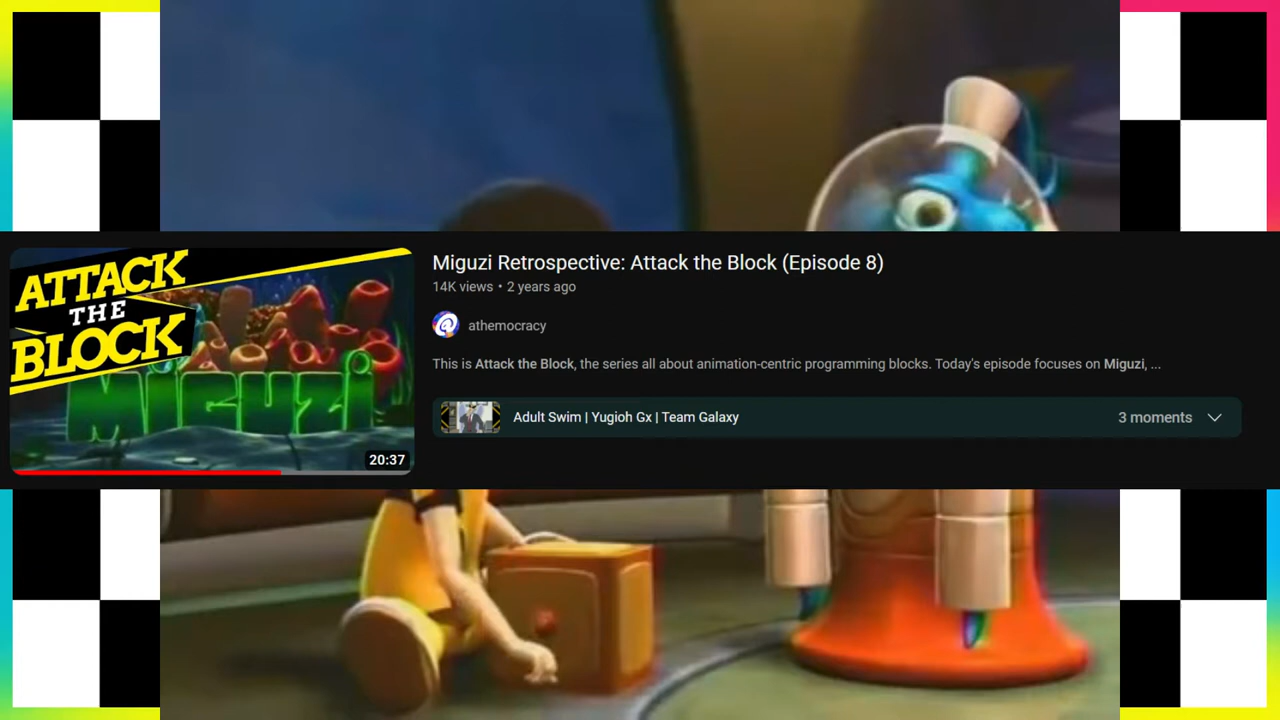 ATTACK
THE
BLOCK
MIGUZI
20:37
Miguzi Retrospective: Attack the Block (Episode 8)
14K views • 2 years ago
athemocracy
This is Attack the Block, the series all about animation-centric programming blocks. Today's episode focuses on Miguzi, ...
Adult Swim | Yugioh Gx | Team Galaxy
3 moments